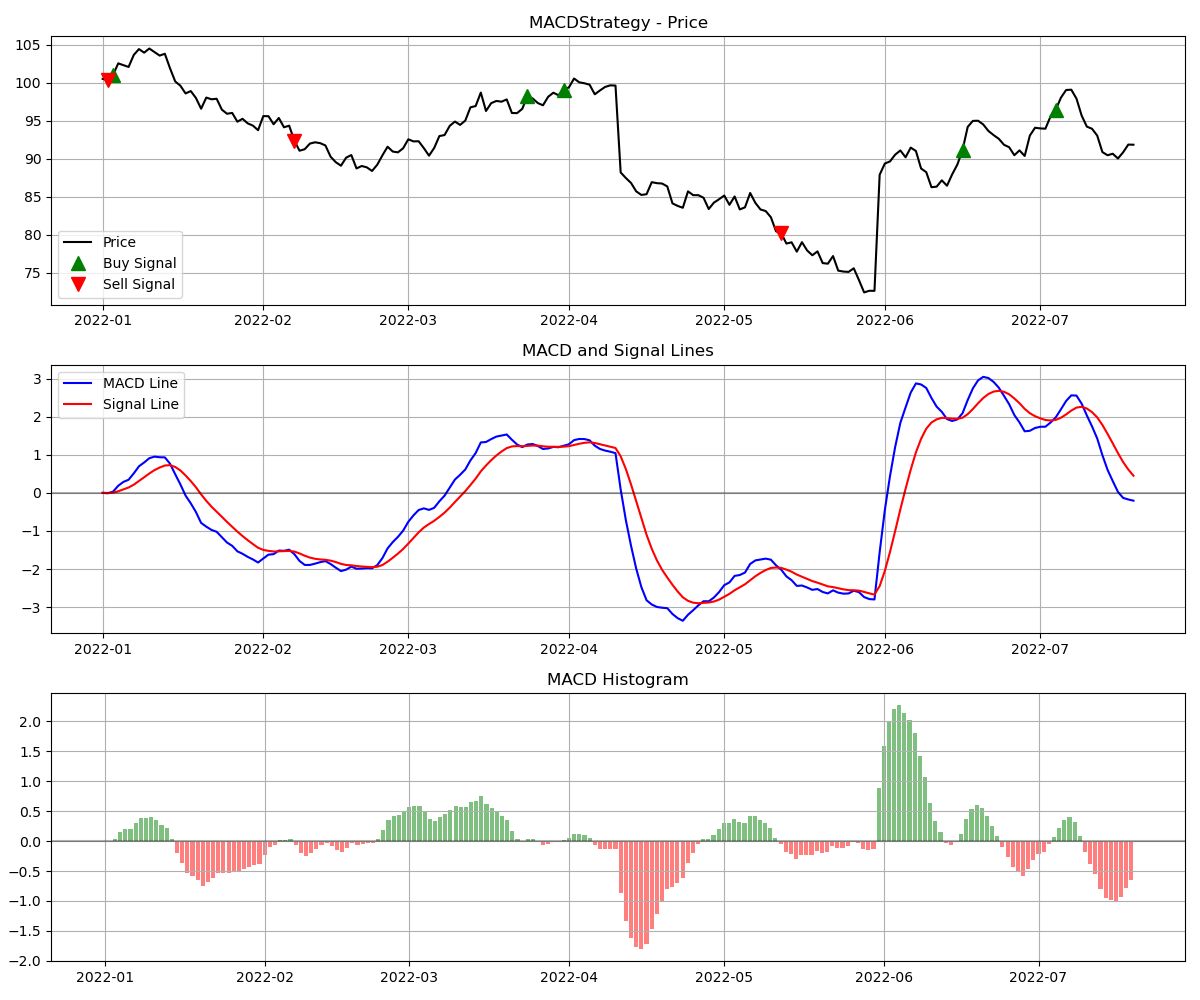 MACDStrategy - Price
105
100
95
90
85
80
75
Price
Buy Signal
Sell Signal
2022-01 2022-02 2022-03 2022-04 2022-05 2022-06 2022-07
MACD and Signal Lines
3
2
1
0
−1
−2
−3
MACD Line
Signal Line
2022-01 2022-02 2022-03 2022-04 2022-05 2022-06 2022-07
MACD Histogram
2.0
1.5
1.0
0.5
0.0
−0.5
−1.0
−1.5
−2.0
2022-01 2022-02 2022-03 2022-04 2022-05 2022-06 2022-07